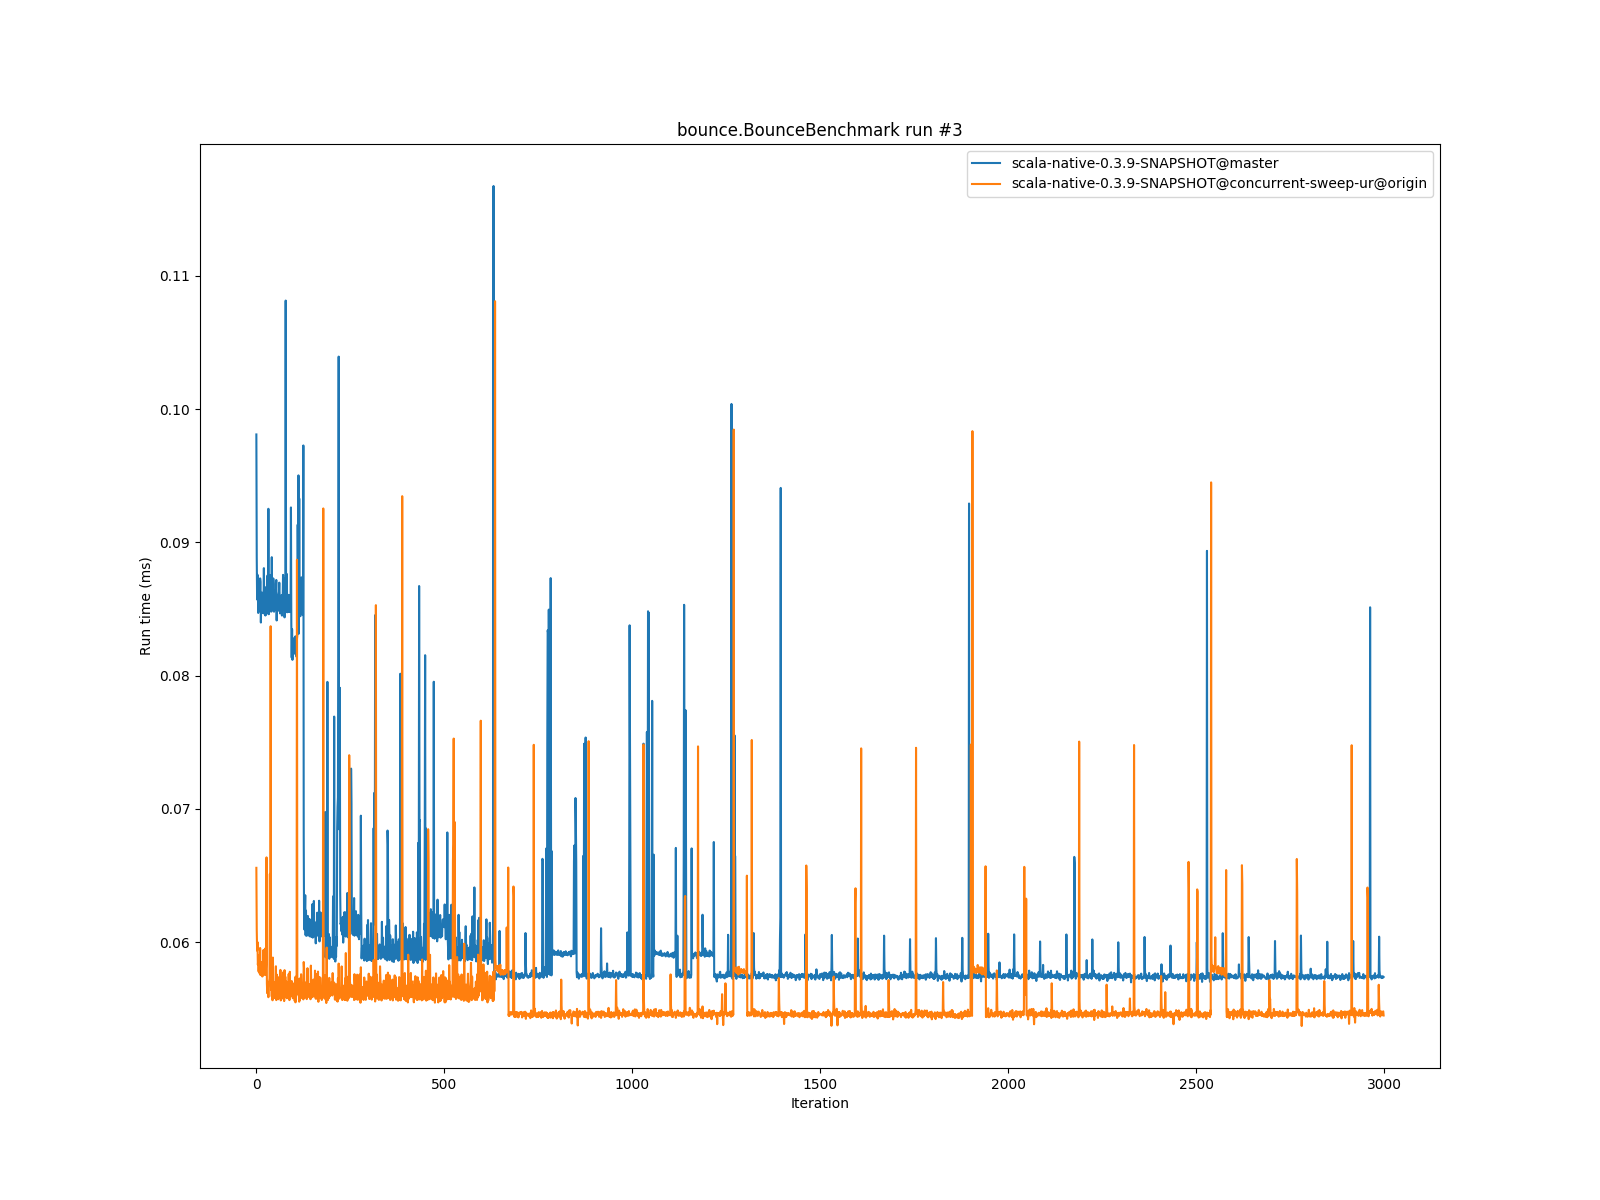 bounce.BounceBenchmark run #3
scala-native-0.3.9-SNAPSHOT@master
scala-native-0.3.9-SNAPSHOT@concurrent-sweep-ur@origin
0.11
0.10
0.09
0.08
0.07
0.06
Run time (ms)
0 500 1000 1500 2000 2500 3000
Iteration